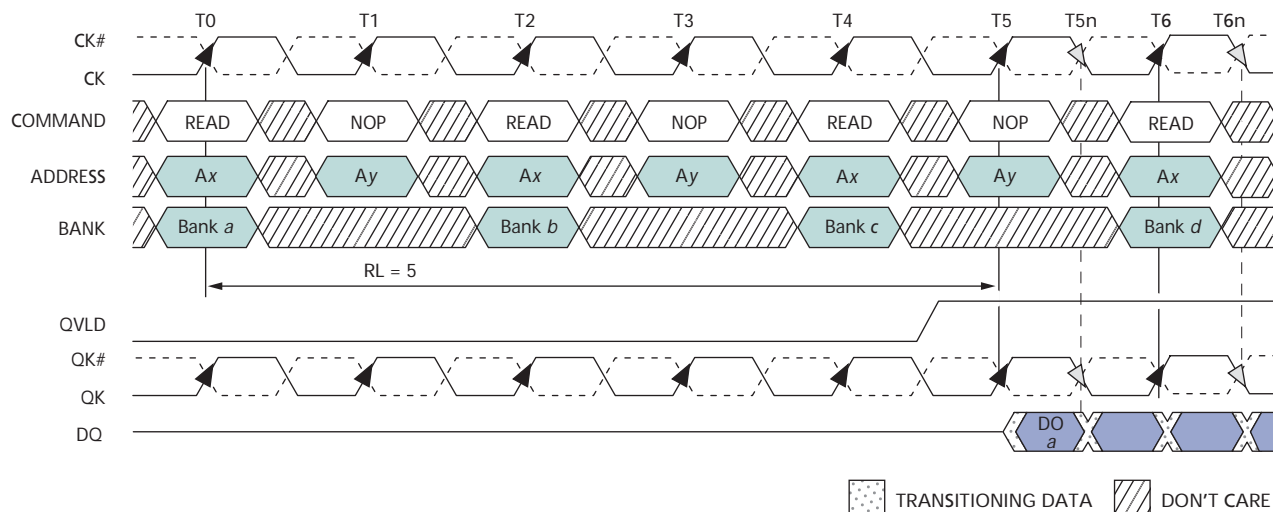 T0 T1 T2 T3 T4 T5 T5n T6 T6n
CK#
CK
COMMAND READ NOP READ NOP READ NOP READ
ADDRESS Ax Ay Ax Ay Ax Ay Ax
BANK Bank a Bank b Bank c Bank d
RL = 5
QVLD
QK#
QK
DQ DO
a
TRANSITIONING DATA DON'T CARE